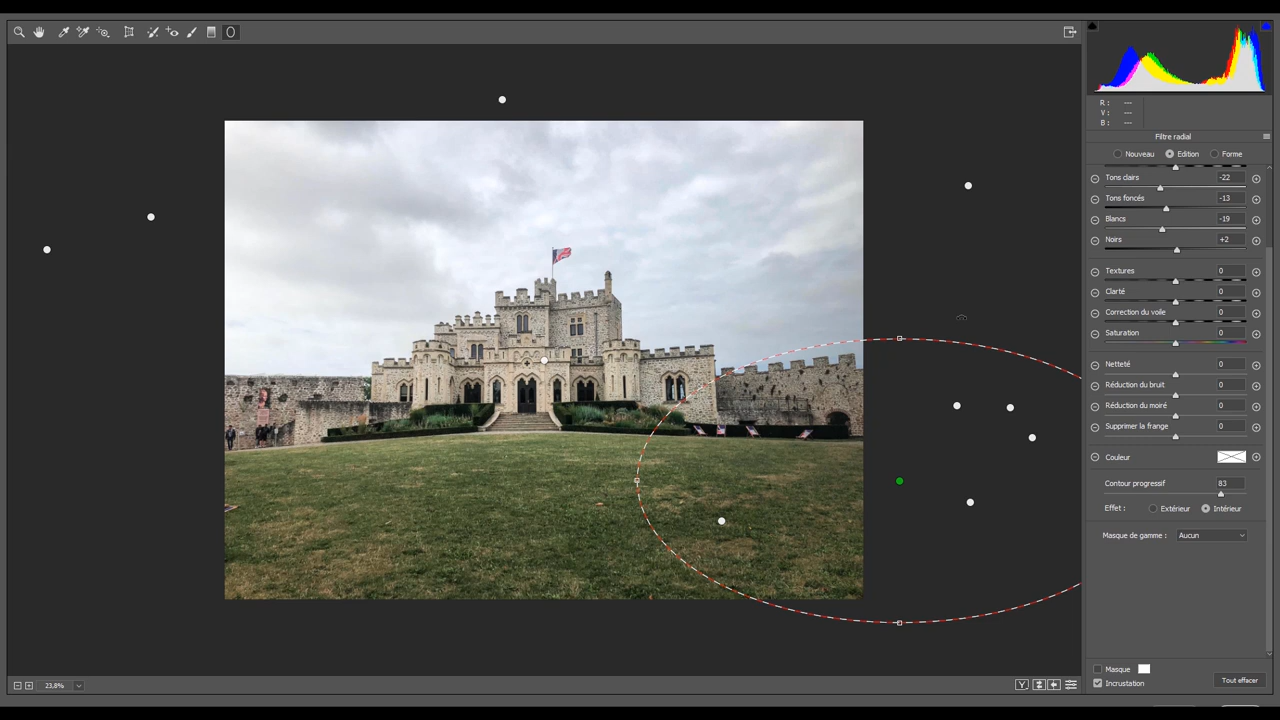 R : ---
V : ---
B : ---
Filtre radial
Nouveau Edition Forme
Tons clairs -22
Tons foncés -13
Blancs -19
Noirs +2
Textures 0
Clarté 0
Correction du voile 0
Saturation 0
Netteté 0
Réduction du bruit 0
Réduction du moiré 0
Supprimer la frange 0
Couleur
Contour progressif 83
Effet : Extérieur Intérieur
Masque de gamme : Aucun
Masque
Incrustation
Tout effacer
23,8%
Y